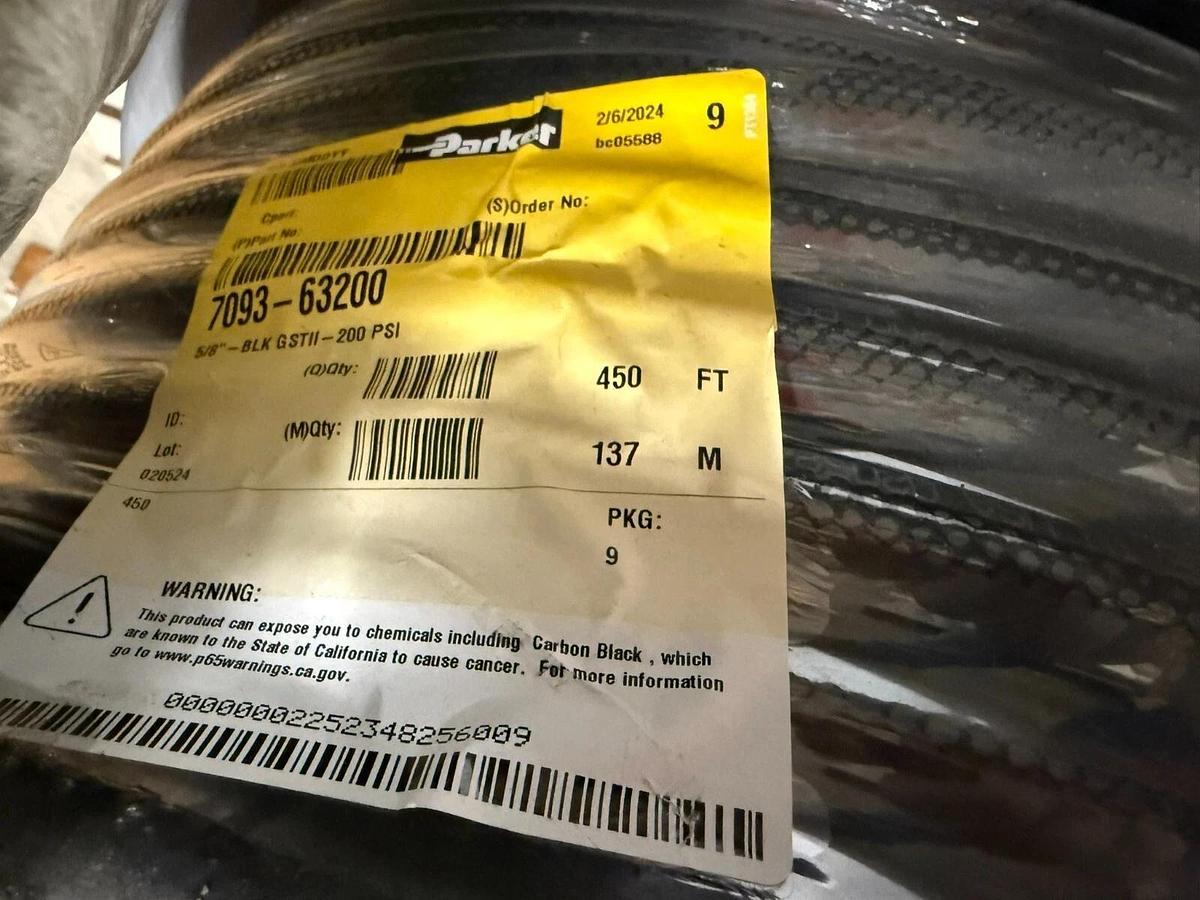 Parker
2/6/2024
9
bc05588
(S)Order No:
Cpart:
(P)Part No:
7093-63200
5/8"-BLK GSTII-200 PSI
(Q)Qty:
450 FT
ID:
(M)Qty:
137 M
Lot:
020524
450
PKG:
9
WARNING:
This product can expose you to chemicals including Carbon Black , which
are known to the State of California to cause cancer. For more information
go to www.p65warnings.ca.gov.
00000002252348256009